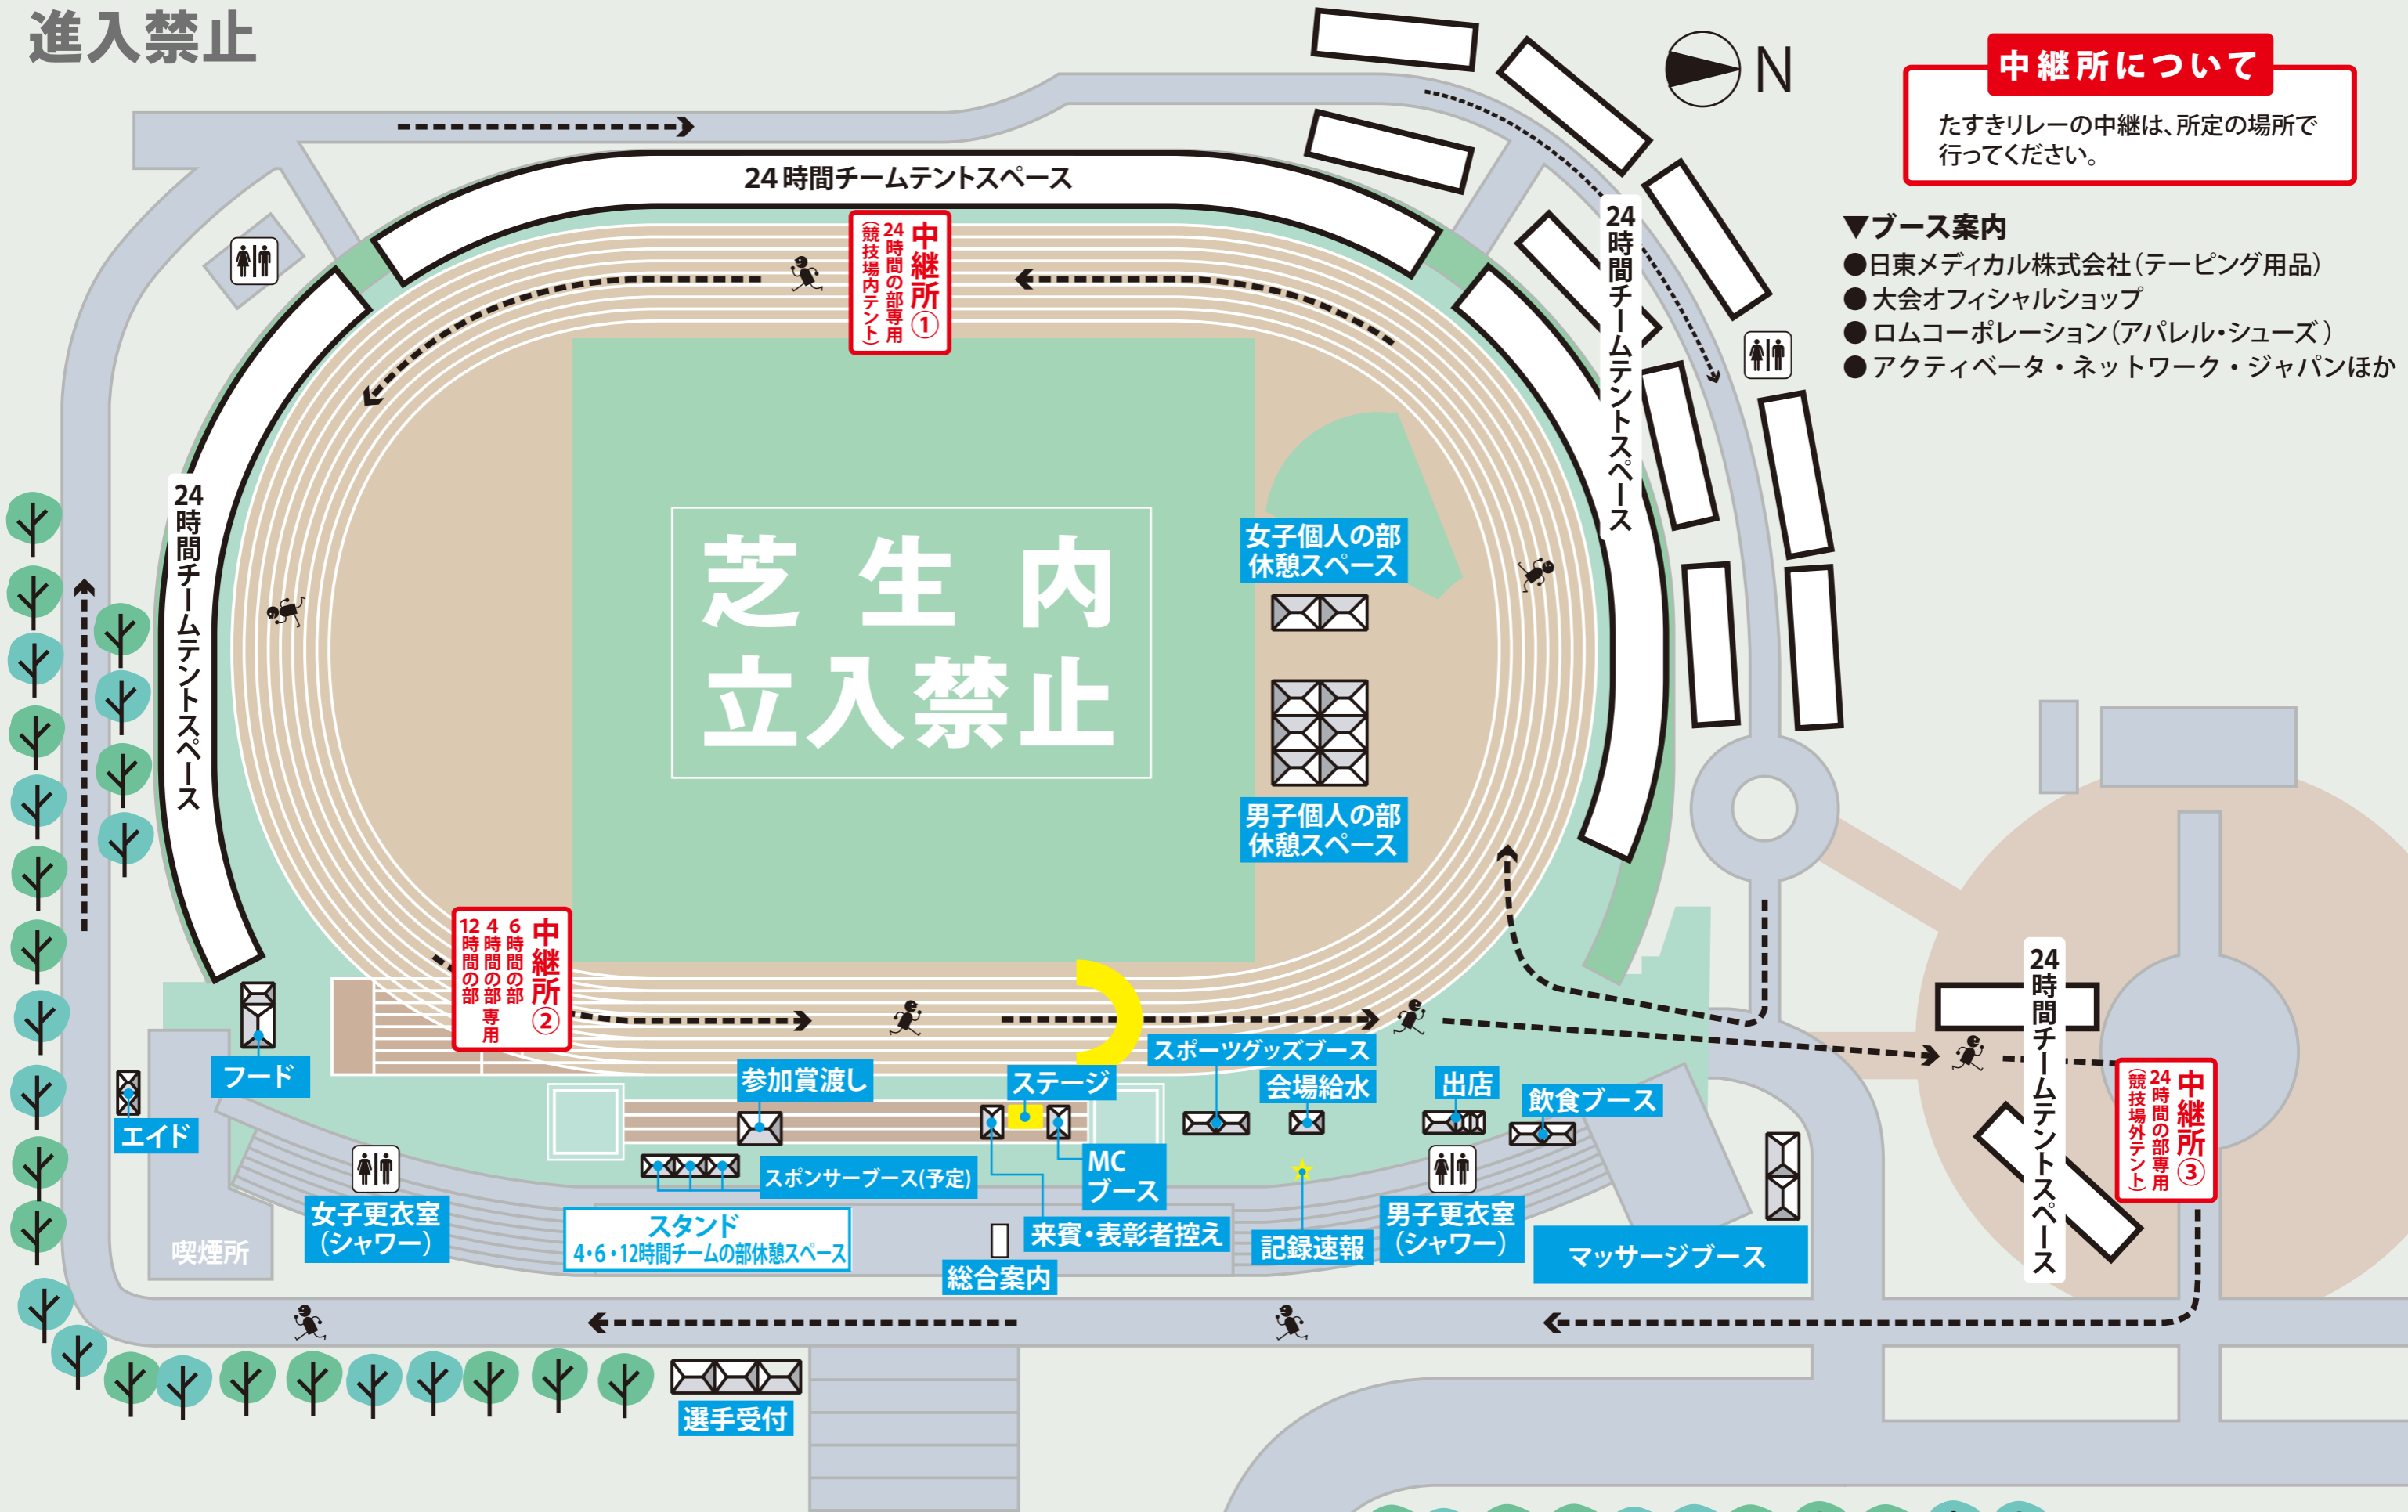 進入禁止
N
中継所について
たすきリレーの中継は、所定の場所で
行ってください。
▼ブース案内
●日東メディカル株式会社（テーピング用品）
●大会オフィシャルショップ
●ロムコーポレーション（アパレル・シューズ）
●アクティベータ・ネットワーク・ジャパンほか
24時間チームテントスペース
中継所①
24時間の部専用
（競技場内テント）
24時間チームテントスペース
24時間チームテントスペース
芝生内
立入禁止
女子個人の部
休憩スペース
男子個人の部
休憩スペース
中継所②
6時間の部
4時間の部 専用
12時間の部
24時間チームテントスペース
中継所③
24時間の部専用
（競技場外テント）
フード
エイド
参加賞渡し
ステージ
スポーツグッズブース
会場給水
出店
飲食ブース
スポンサーブース(予定)
MC
ブース
女子更衣室
（シャワー）
喫煙所
スタンド
4・6・12時間チームの部休憩スペース
来賓・表彰者控え
総合案内
記録速報
男子更衣室
（シャワー）
マッサージブース
選手受付